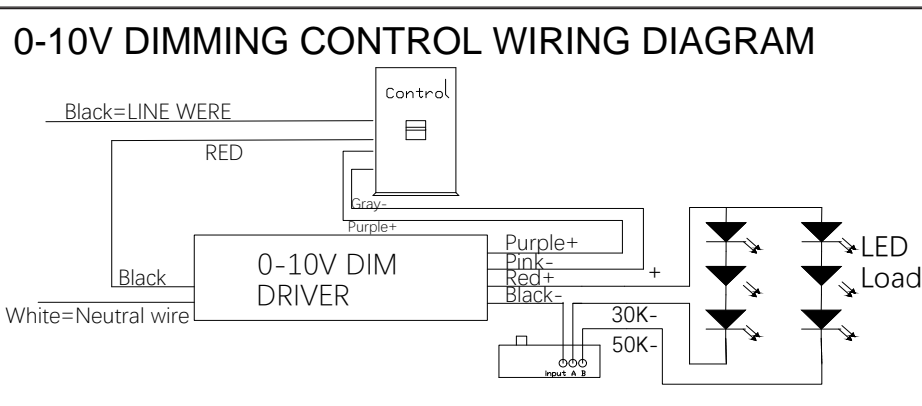 0-10V DIMMING CONTROL WIRING DIAGRAM
Control
Black=LINE WERE
RED
Gray-
Purple+
0-10V DIM
DRIVER
Black
White=Neutral wire
Purple+
Pink-
Red+
Black-
+
30K-
50K-
LED
Load
input A B